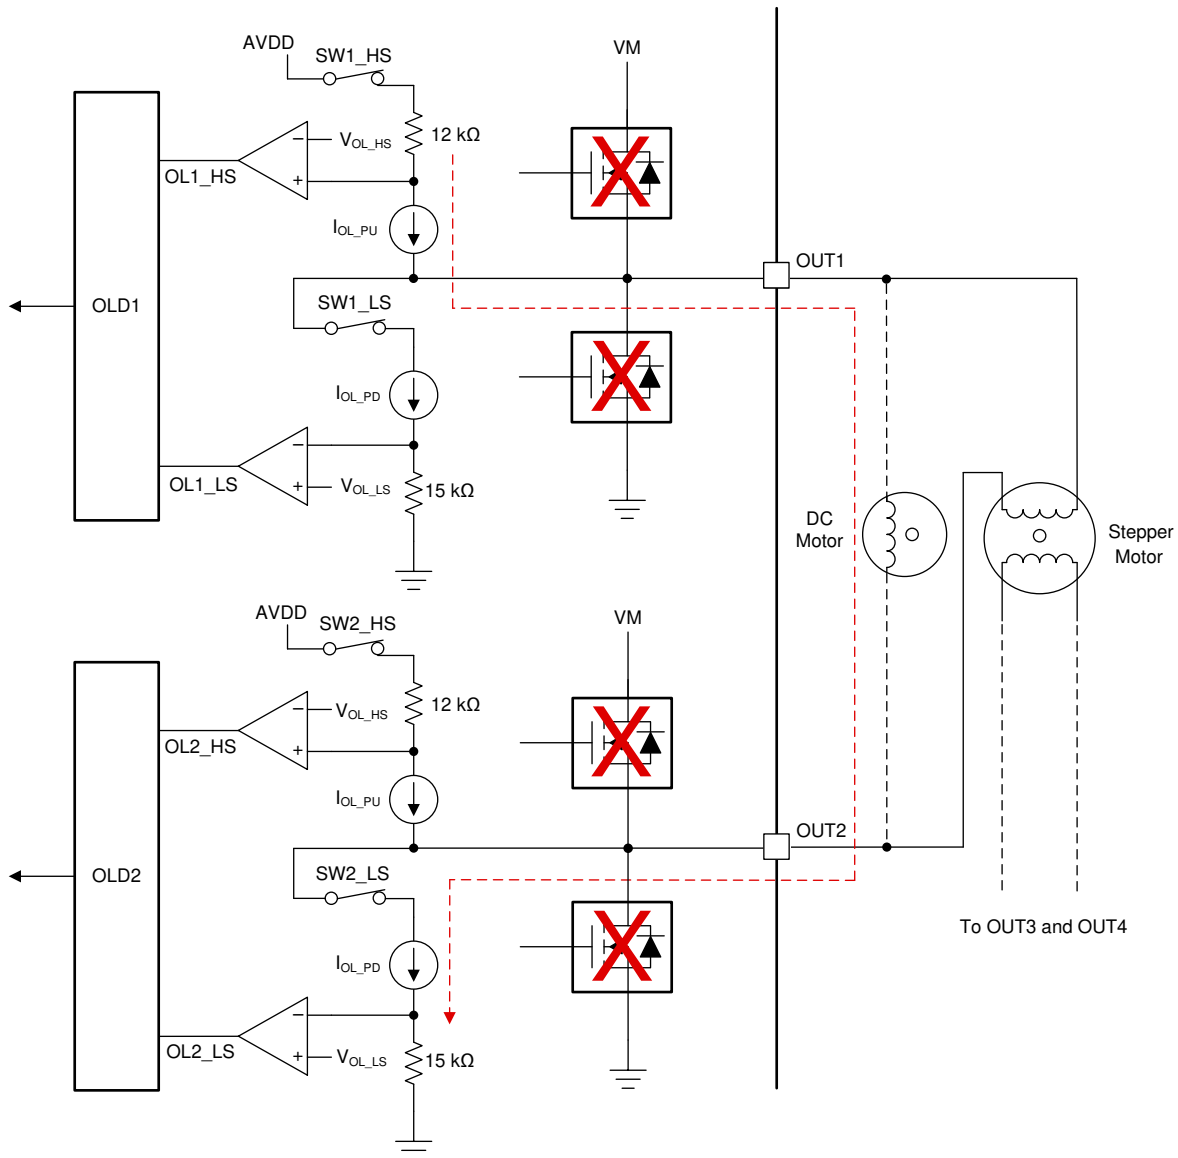 AVDD
SW1_HS
VM
12 kΩ
VOL_HS
OL1_HS
IOL_PU
OUT1
SW1_LS
OLD1
IOL_PD
OL1_LS
VOL_LS
15 kΩ
DC
Motor
Stepper
Motor
AVDD
SW2_HS
VM
12 kΩ
VOL_HS
OL2_HS
IOL_PU
OUT2
SW2_LS
OLD2
To OUT3 and OUT4
IOL_PD
OL2_LS
VOL_LS
15 kΩ